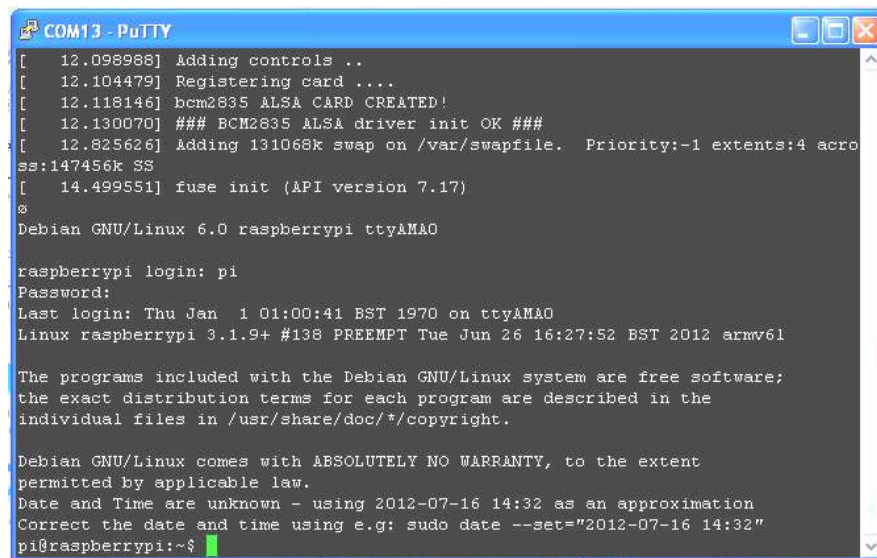 COM13 - PuTTY
[   12.098988] Adding controls ..
[   12.104479] Registering card ....
[   12.118146] bcm2835 ALSA CARD CREATED!
[   12.130070] ### BCM2835 ALSA driver init OK ###
[   12.825626] Adding 131068k swap on /var/swapfile.  Priority:-1 extents:4 acro
ss:147456k SS
[   14.499551] fuse init (API version 7.17)
ø
Debian GNU/Linux 6.0 raspberrypi ttyAMA0
raspberrypi login: pi
Password:
Last login: Thu Jan  1 01:00:41 BST 1970 on ttyAMA0
Linux raspberrypi 3.1.9+ #138 PREEMPT Tue Jun 26 16:27:52 BST 2012 armv6l
The programs included with the Debian GNU/Linux system are free software;
the exact distribution terms for each program are described in the
individual files in /usr/share/doc/*/copyright.
Debian GNU/Linux comes with ABSOLUTELY NO WARRANTY, to the extent
permitted by applicable law.
Date and Time are unknown - using 2012-07-16 14:32 as an approximation
Correct the date and time using e.g: sudo date --set="2012-07-16 14:32"
pi@raspberrypi:~$